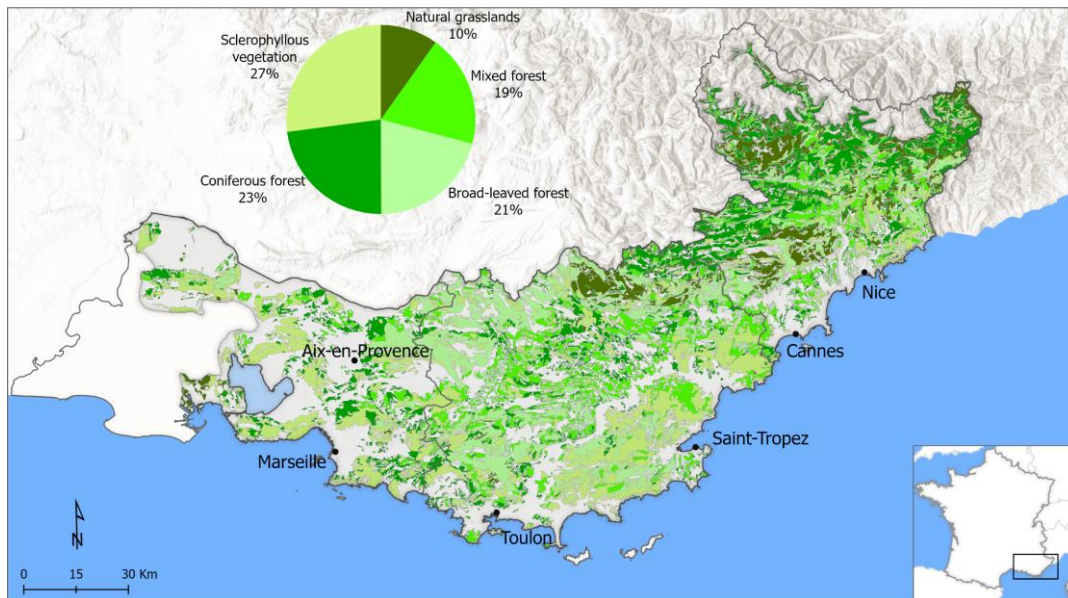 Natural grasslands
10%
Sclerophyllous
vegetation
27%
Mixed forest
19%
Coniferous forest
23%
Broad-leaved forest
21%
Nice
Cannes
Aix-en-Provence
Saint-Tropez
Marseille
Toulon
N
0 15 30 Km